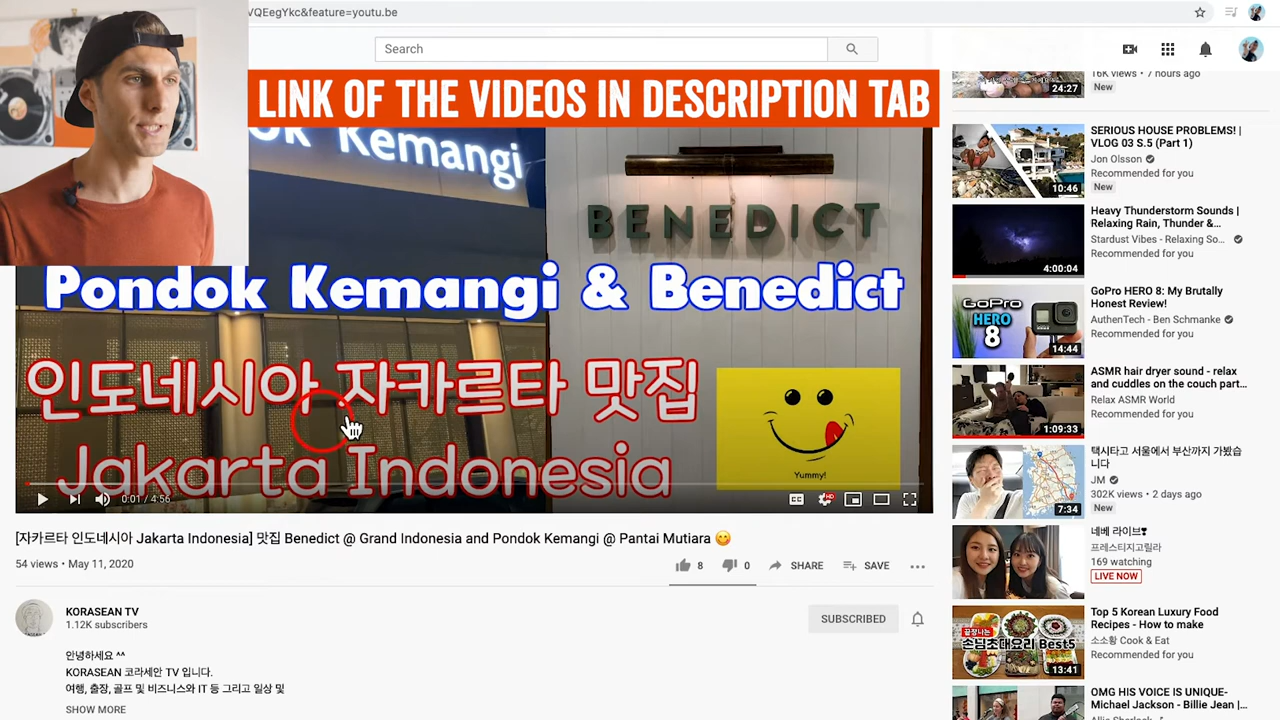 VQEegYkc&feature=youtu.be
Search
LINK OF THE VIDEOS IN DESCRIPTION TAB
Kemangi
BENEDICT
Pondok Kemangi & Benedict
인도네시아 자카르타 맛집
Jakarta Indonesia
Yummy!
0:01 / 4:56
CC
HD
[자카르타 인도네시아 Jakarta Indonesia] 맛집 Benedict @ Grand Indonesia and Pondok Kemangi @ Pantai Mutiara 😋
54 views • May 11, 2020
8
0
SHARE
SAVE
KORASEAN TV
1.12K subscribers
SUBSCRIBED
안녕하세요 ^^
KORASEAN 코라세안 TV 입니다.
여행, 출장, 골프 및 비즈니스와 IT 등 그리고 일상 및
SHOW MORE
16K views • 7 hours ago
New
24:27
SERIOUS HOUSE PROBLEMS! |
VLOG 03 S.5 (Part 1)
Jon Olsson
Recommended for you
New
10:46
Heavy Thunderstorm Sounds |
Relaxing Rain, Thunder &...
Stardust Vibes - Relaxing So...
Recommended for you
4:00:04
GoPro HERO 8: My Brutally
Honest Review!
AuthenTech - Ben Schmanke
Recommended for you
GoPro
HERO
8
14:44
ASMR hair dryer sound - relax
and cuddles on the couch part...
Relax ASMR World
Recommended for you
1:09:33
택시타고 서울에서 부산까지 가봤습
니다
JM
302K views • 2 days ago
New
7:34
네베 라이브❣
프레스티지고릴라
169 watching
LIVE NOW
Top 5 Korean Luxury Food
Recipes - How to make
소소황 Cook & Eat
Recommended for you
끝장나는
손님초대요리 Best5
13:41
OMG HIS VOICE IS UNIQUE-
Michael Jackson - Billie Jean |...